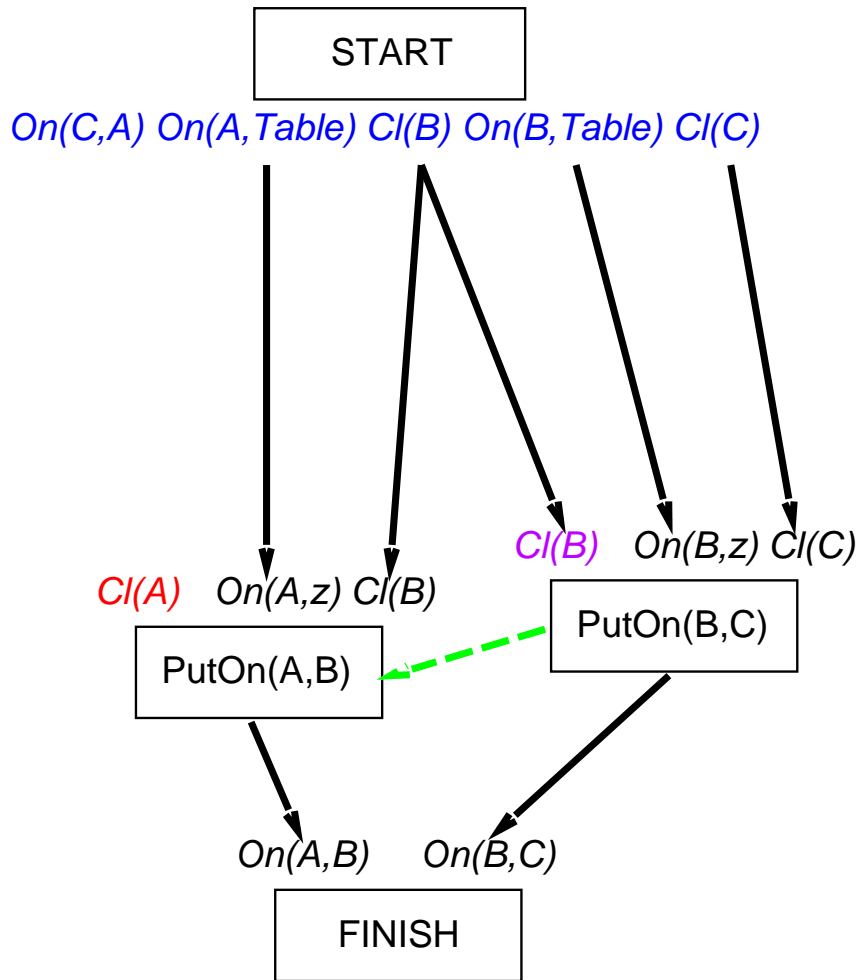 START
On(C,A) On(A,Table) Cl(B) On(B,Table) Cl(C)
Cl(B) On(B,z) Cl(C)
Cl(A) On(A,z) Cl(B)
PutOn(B,C)
PutOn(A,B)
On(A,B) On(B,C)
FINISH